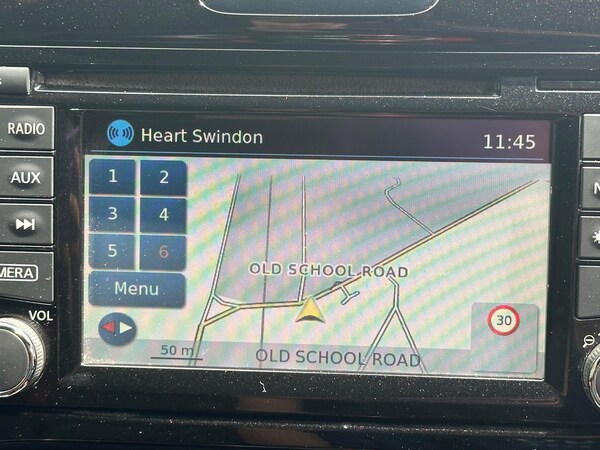 RADIO
AUX
MERA
VOL
Heart Swindon
11:45
1 2
3 4
5 6
Menu
OLD SCHOOL ROAD
50 m
OLD SCHOOL ROAD
30